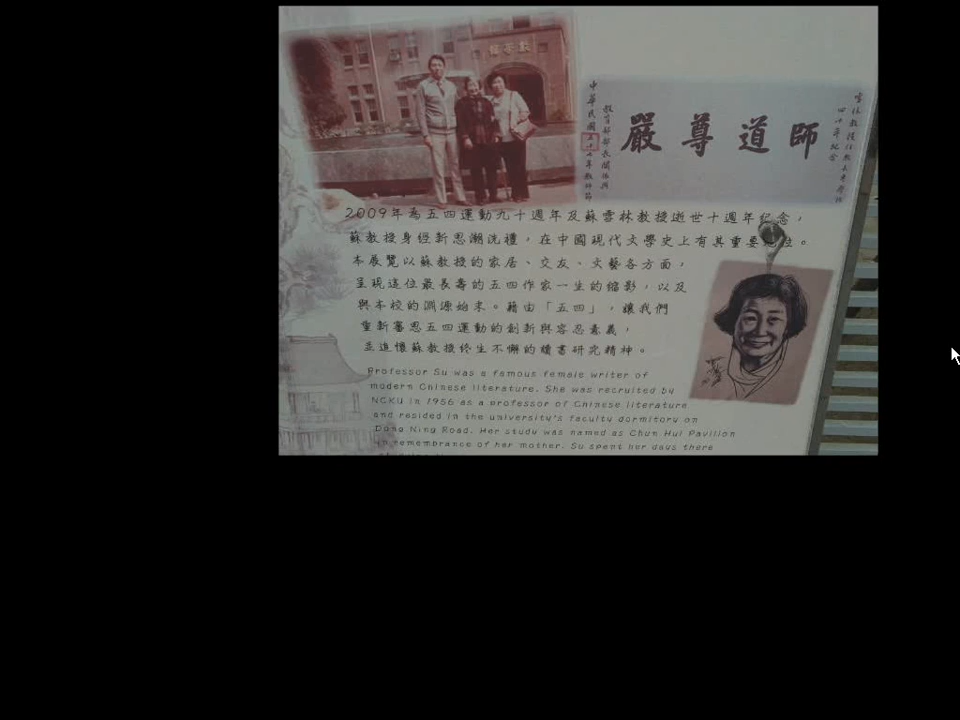 師道尊嚴
2009年為五四運動九十週年及蘇雲林教授逝世十週年紀念，
蘇教授身經新思潮洗禮，在中國現代文學史上有其重要地位。
本展覽以蘇教授的家居、交友、文藝各方面，
呈現這位最長壽的五四作家一生的縮影，以及
與本校的淵源始末。藉由「五四」，讓我們
重新審思五四運動的創新與容忍素義，
並追懷蘇教授終生不懈的讀書研究精神。
Professor Su was a famous female writer of
modern Chinese literature. She was recruited by
NCKU in 1956 as a professor of Chinese literature
and resided in the university's faculty dormitory on
Dong Ning Road. Her study was named as Chun Hui Pavilion
in remembrance of her mother. Su spent her days there